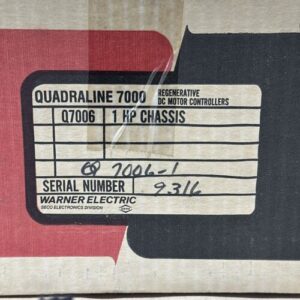 QUADRALINE 7000 REGENERATIVE DC MOTOR CONTROLLERS
Q7006 1 HP CHASSIS
Q 7006-1
SERIAL NUMBER 9316
WARNER ELECTRIC
SECO ELECTRONICS DIVISION